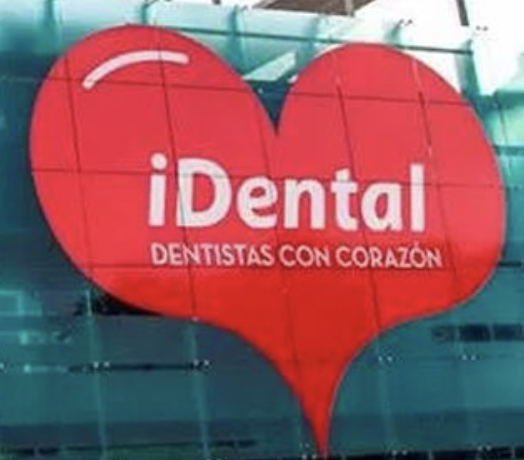 iDental
DENTISTAS CON CORAZÓN